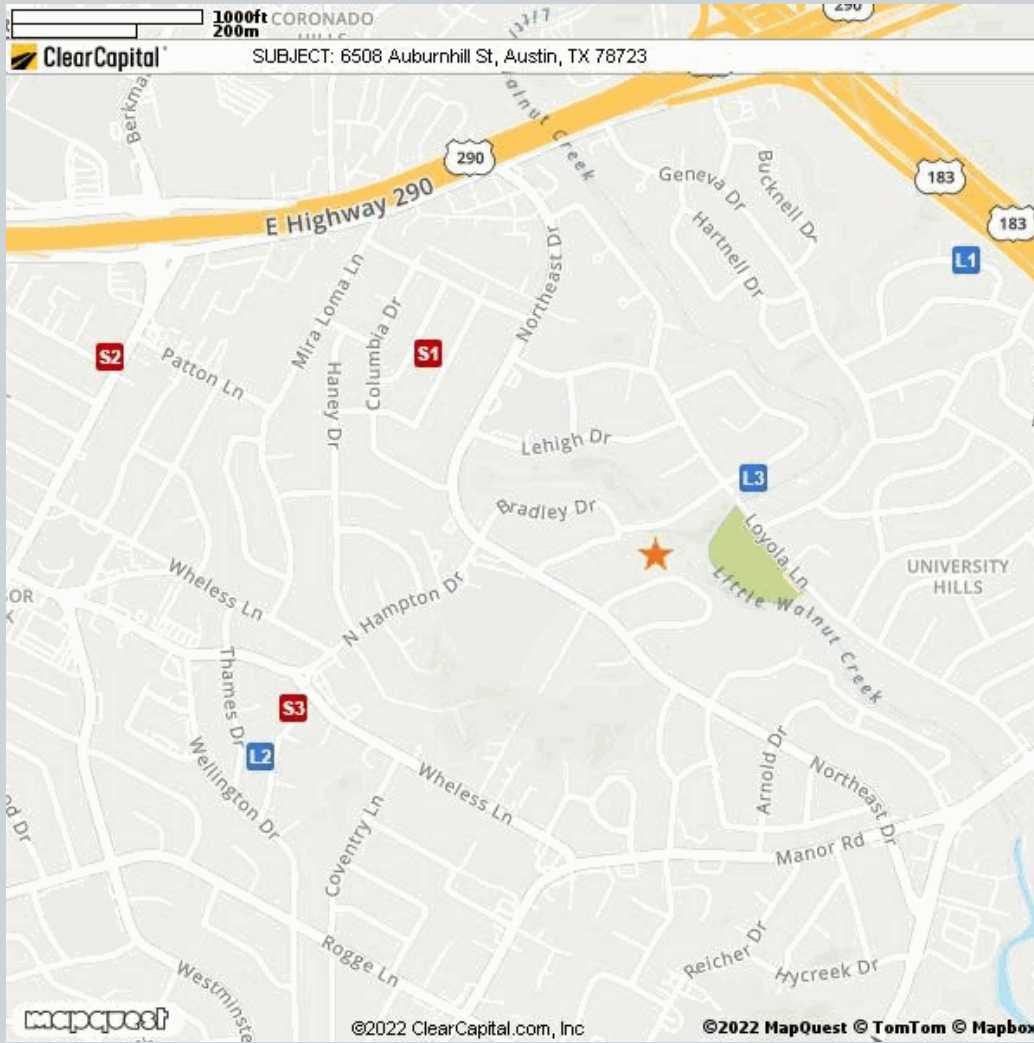 1000ft
200m
CORONADO
HILLS
290
ClearCapital
SUBJECT: 6508 Auburnhill St, Austin, TX 78723
Walnut Creek
290
183
183
E Highway 290
Geneva Dr
Bucknell Dr
Hartnell Dr
L1
Northeast Dr
Mira Loma Ln
Columbia Dr
S1
S2
Patton Ln
Haney Dr
Lehigh Dr
L3
Bradley Dr
Loyola Ln
UNIVERSITY
HILLS
Little Walnut Creek
Wheless Ln
N Hampton Dr
Thames Dr
S3
L2
Wellington Dr
Wheless Ln
Arnold Dr
Northeast Dr
Coventry Ln
Manor Rd
Rogge Ln
Reicher Dr
Hycreek Dr
mapquest
©2022 ClearCapital.com, Inc
©2022 MapQuest © TomTom © Mapbox